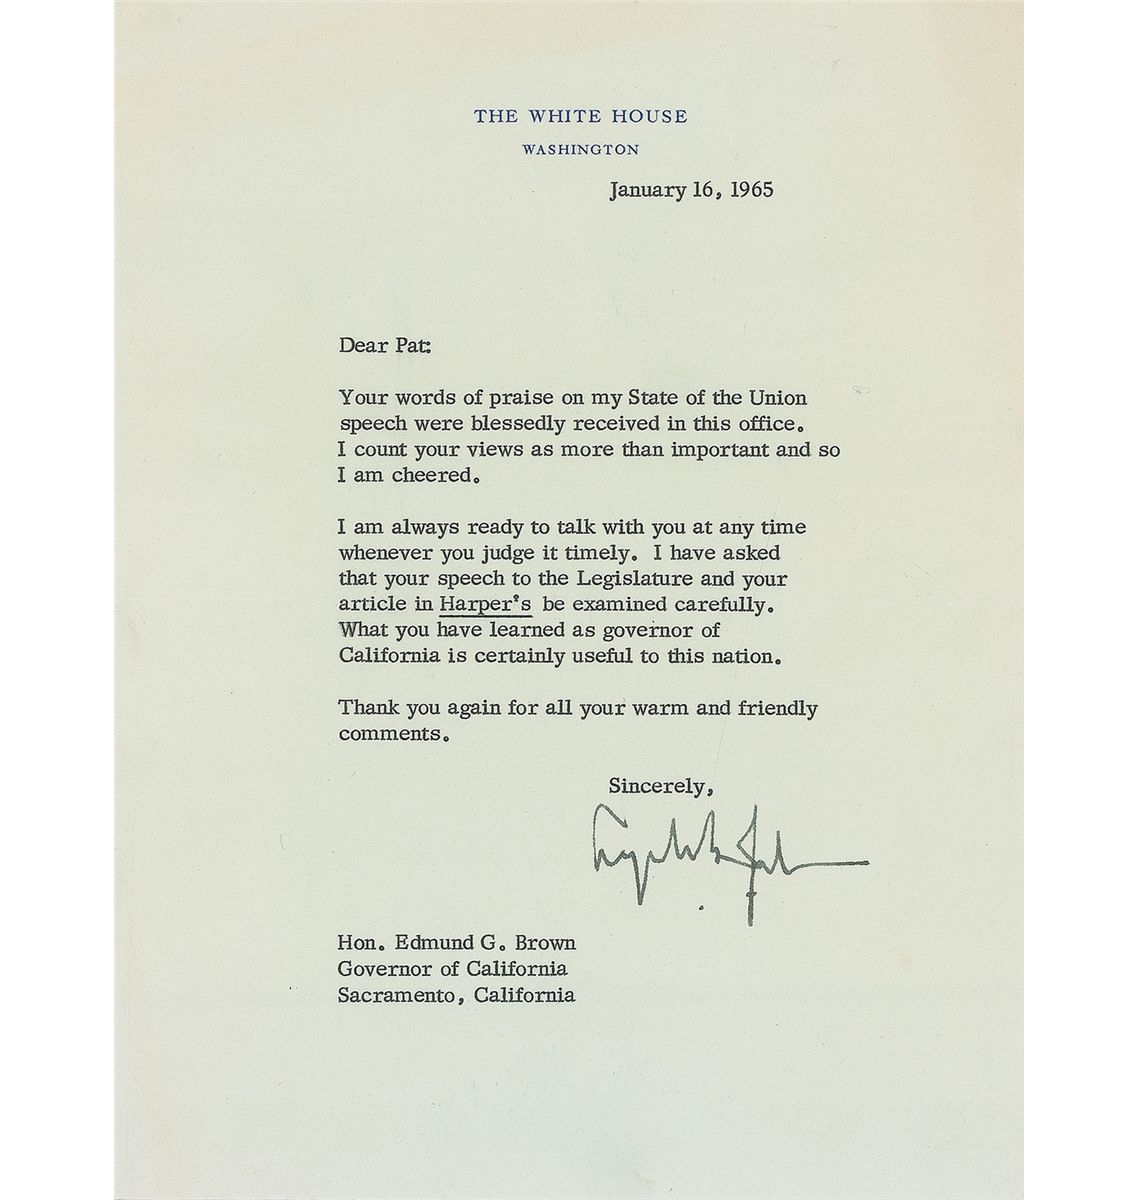 THE WHITE HOUSE
WASHINGTON
January 16, 1965
Dear Pat:
Your words of praise on my State of the Union
speech were blessedly received in this office.
I count your views as more than important and so
I am cheered.
I am always ready to talk with you at any time
whenever you judge it timely. I have asked
that your speech to the Legislature and your
article in Harper's be examined carefully.
What you have learned as governor of
California is certainly useful to this nation.
Thank you again for all your warm and friendly
comments.
Sincerely,
Hon. Edmund G. Brown
Governor of California
Sacramento, California